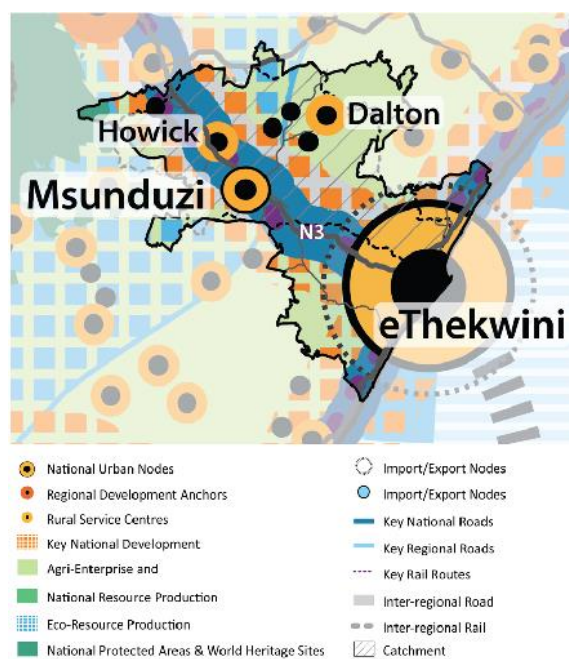 Howick
Dalton
Msunduzi
N3
eThekwini
National Urban Nodes
Regional Development Anchors
Rural Service Centres
Key National Development
Agri-Enterprise and
National Resource Production
Eco-Resource Production
National Protected Areas & World Heritage Sites
Import/Export Nodes
Import/Export Nodes
Key National Roads
Key Regional Roads
Key Rail Routes
Inter-regional Road
Inter-regional Rail
Catchment